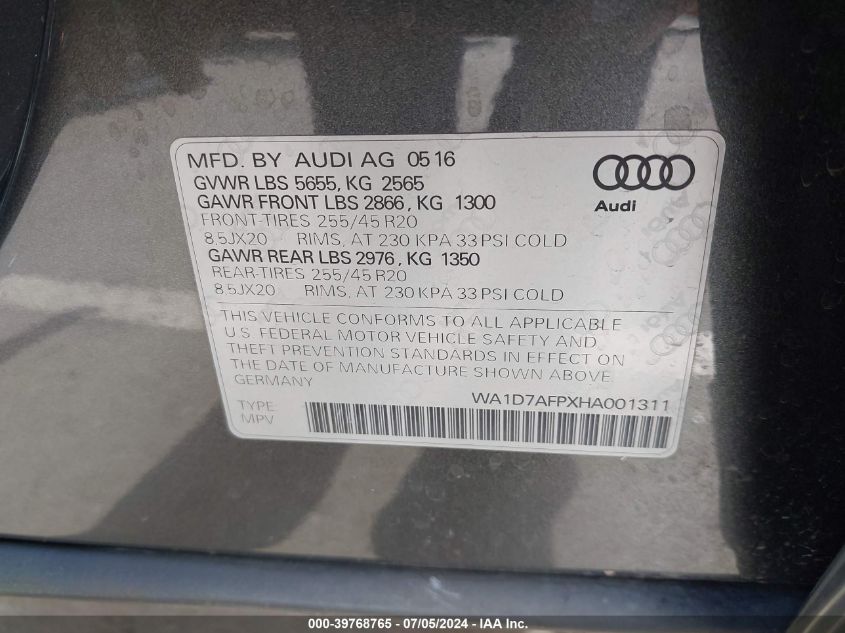 MFD. BY AUDI AG 05 16
GVWR LBS 5655, KG 2565
GAWR FRONT LBS 2866, KG 1300
FRONT-TIRES 255/45 R20
8.5JX20 RIMS, AT 230 KPA 33 PSI COLD
GAWR REAR LBS 2976, KG 1350
REAR-TIRES 255/45 R20
8.5JX20 RIMS, AT 230 KPA 33 PSI COLD
Audi
THIS VEHICLE CONFORMS TO ALL APPLICABLE
U.S. FEDERAL MOTOR VEHICLE SAFETY AND
THEFT PREVENTION STANDARDS IN EFFECT ON
THE DATE OF MANUFACTURE SHOWN ABOVE
GERMANY
WA1D7AFPXHA001311
TYPE
MPV
000-39768765 - 07/05/2024 - IAA Inc.